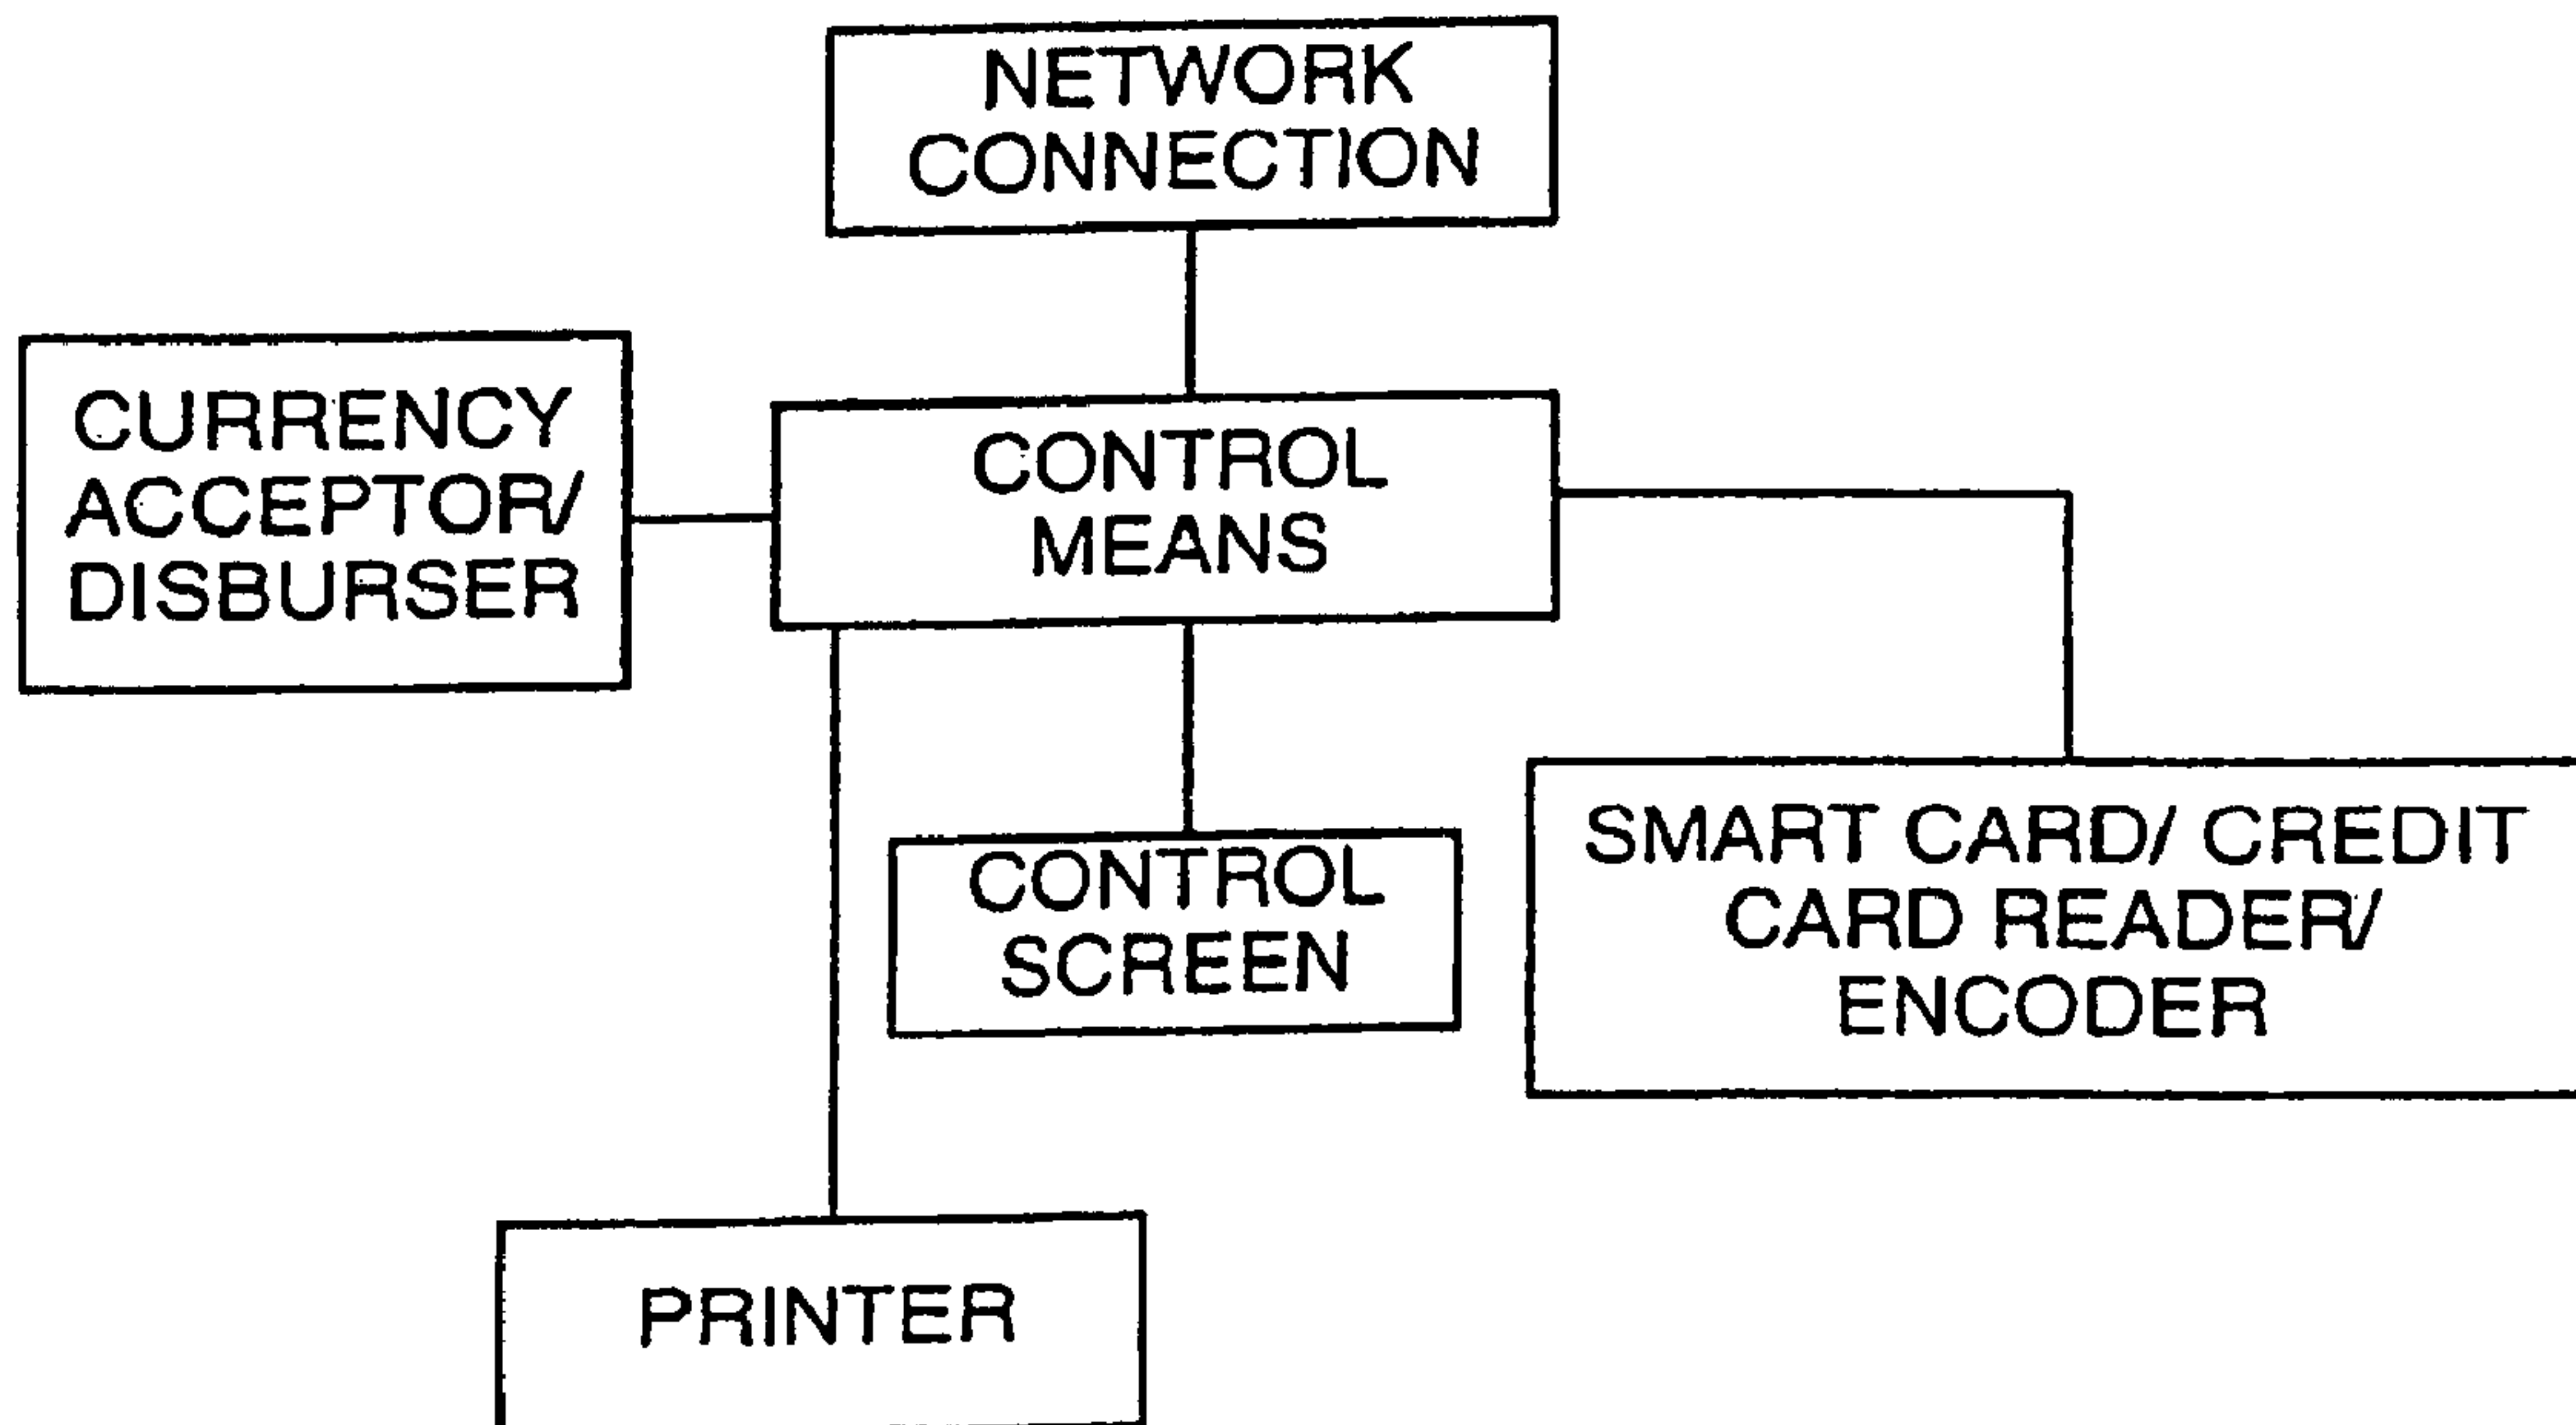 NETWORK
CONNECTION
CURRENCY
ACCEPTOR/
DISBURSER
CONTROL
MEANS
CONTROL
SCREEN
SMART CARD/ CREDIT
CARD READER/
ENCODER
PRINTER